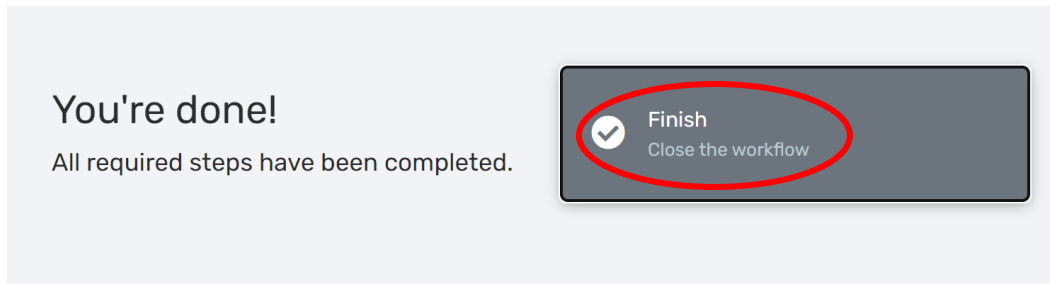 You're done!
All required steps have been completed.
Finish
Close the workflow